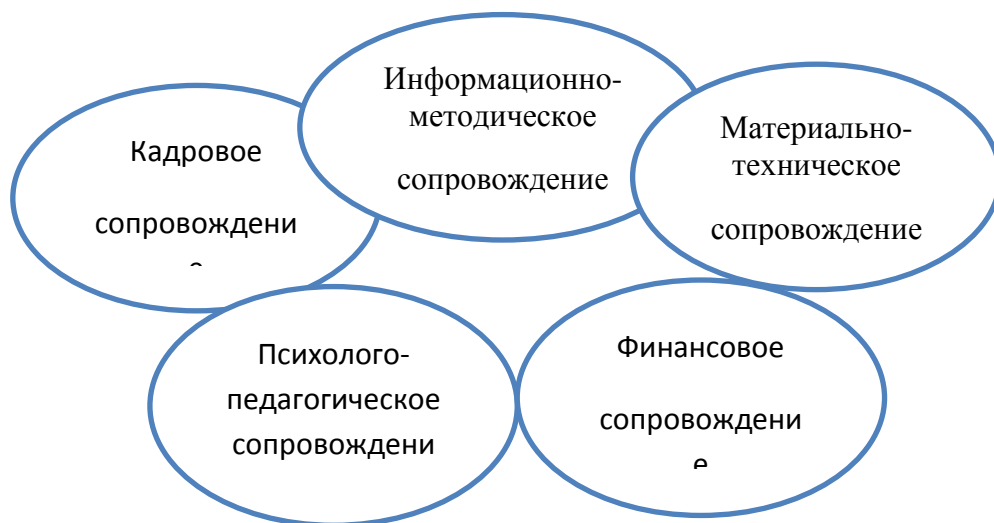 Информационно-
методическое
сопровождение
Кадровое
сопровождени
е
Материально-
техническое
сопровождение
Психолого-
педагогическое
сопровождени
Финансовое
сопровождени
е